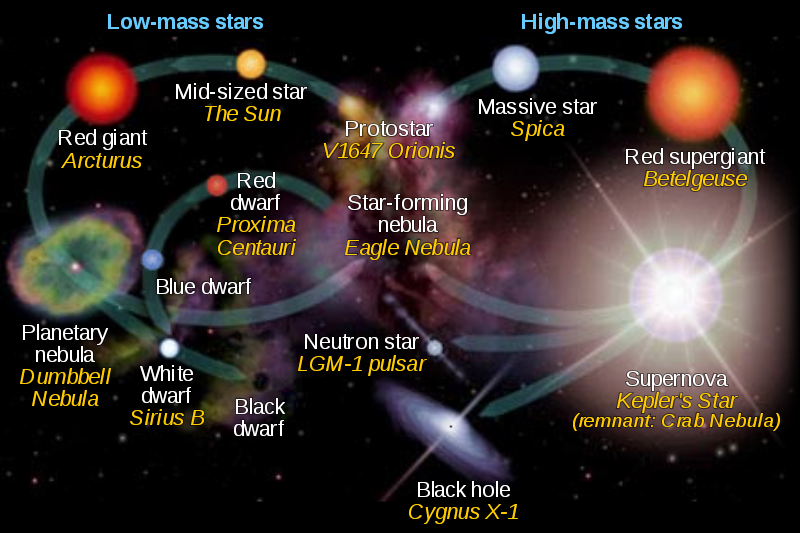 Low-mass stars
High-mass stars
Mid-sized star
The Sun
Massive star
Spica
Protostar
V1647 Orionis
Red giant
Arcturus
Red supergiant
Betelgeuse
Red
dwarf
Proxima
Centauri
Star-forming
nebula
Eagle Nebula
Blue dwarf
Planetary
nebula
Dumbbell
Nebula
Neutron star
LGM-1 pulsar
White
dwarf
Sirius B
Supernova
Kepler's Star
(remnant: Crab Nebula)
Black
dwarf
Black hole
Cygnus X-1